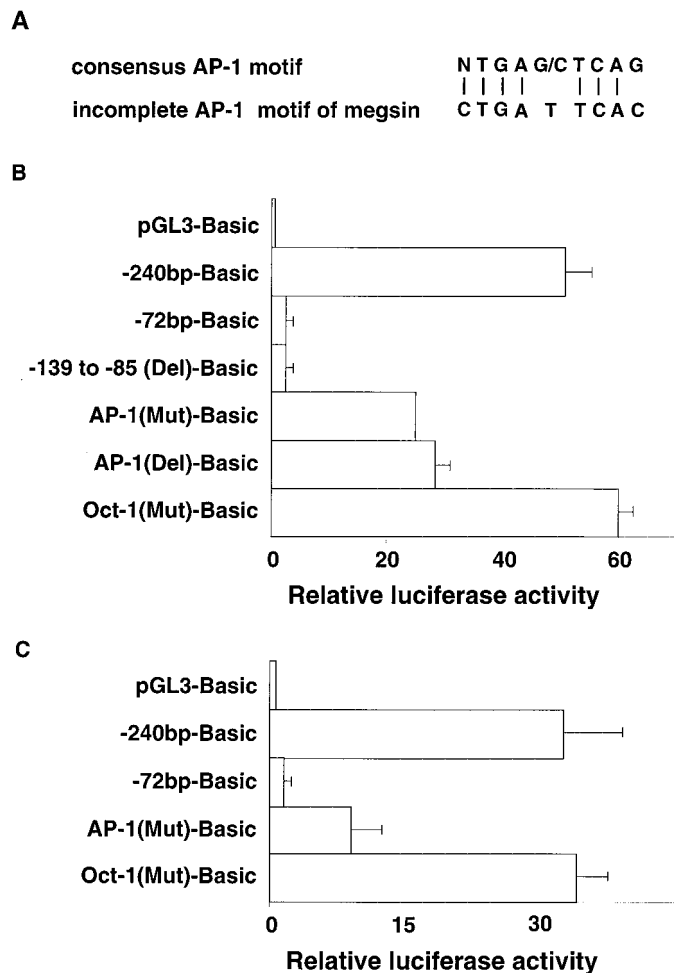 A
consensus AP-1 motif N T G A G/C T C A G
incomplete AP-1 motif of megsin C T G A T T C A C
B
pGL3-Basic
-240bp-Basic
-72bp-Basic
-139 to -85 (Del)-Basic
AP-1(Mut)-Basic
AP-1(Del)-Basic
Oct-1(Mut)-Basic
0 20 40 60
Relative luciferase activity
C
pGL3-Basic
-240bp-Basic
-72bp-Basic
AP-1(Mut)-Basic
Oct-1(Mut)-Basic
0 15 30
Relative luciferase activity